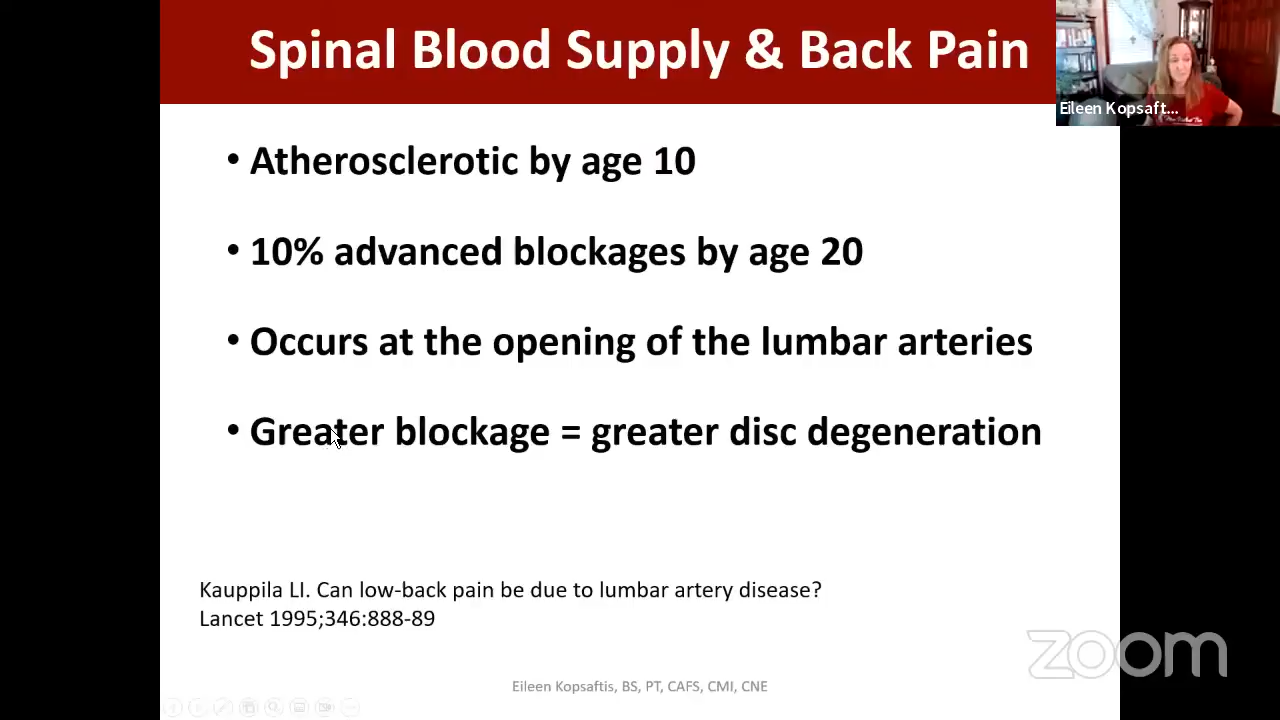 Spinal Blood Supply & Back Pain
Eileen Kopsaft...
• Atherosclerotic by age 10
• 10% advanced blockages by age 20
• Occurs at the opening of the lumbar arteries
• Greater blockage = greater disc degeneration
Kauppila LI. Can low-back pain be due to lumbar artery disease?
Lancet 1995;346:888-89
zoom
Eileen Kopsaftis, BS, PT, CAFS, CMI, CNE